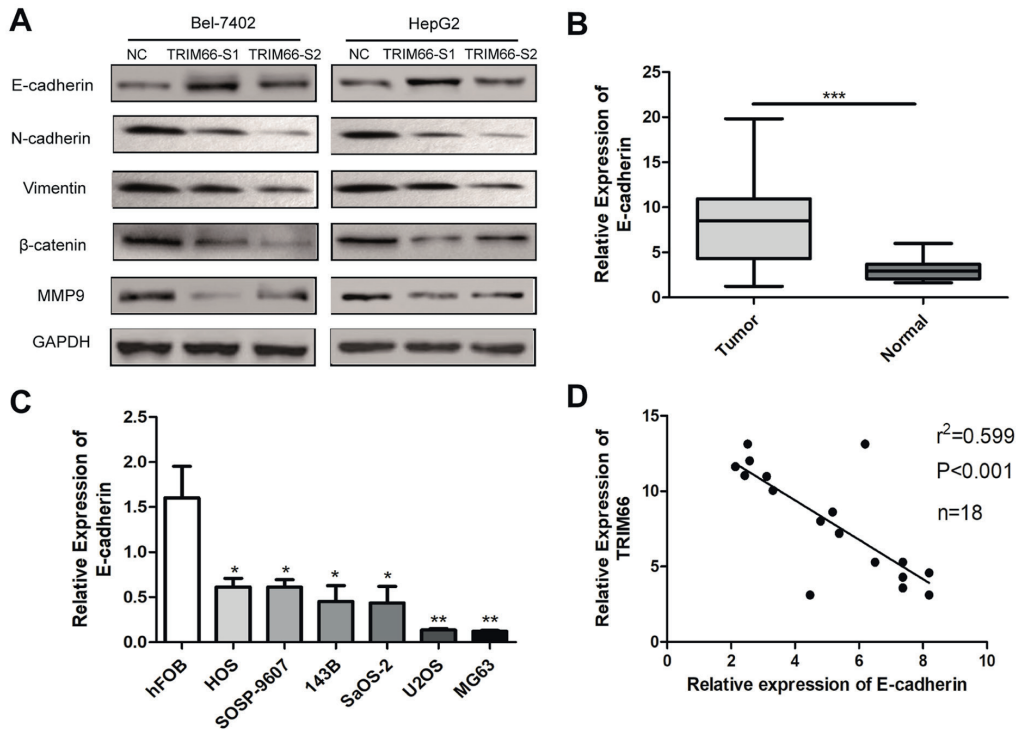 A
Bel-7402
HepG2
NC TRIM66-S1 TRIM66-S2
NC TRIM66-S1 TRIM66-S2
E-cadherin
N-cadherin
Vimentin
β-catenin
MMP9
GAPDH
B
Relative Expression of
E-cadherin
25
20
15
10
5
0
***
Tumor
Normal
C
Relative Expression of
E-cadherin
2.5
2.0
1.5
1.0
0.5
0.0
* * * * ** **
hFOB
HOS
SOSP-9607
143B
SaOS-2
U2OS
MG63
D
Relative Expression of
TRIM66
15
10
5
0
r²=0.599
P<0.001
n=18
0 2 4 6 8 10
Relative expression of E-cadherin